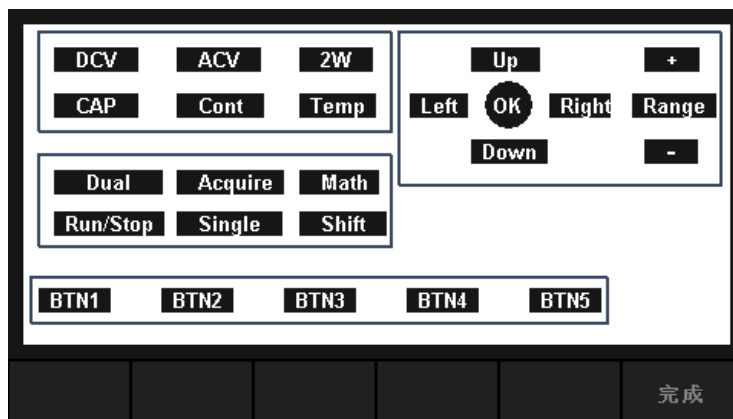 DCV ACV 2W
CAP Cont Temp
Up +
Left OK Right Range
Down -
Dual Acquire Math
Run/Stop Single Shift
BTN1 BTN2 BTN3 BTN4 BTN5
完成